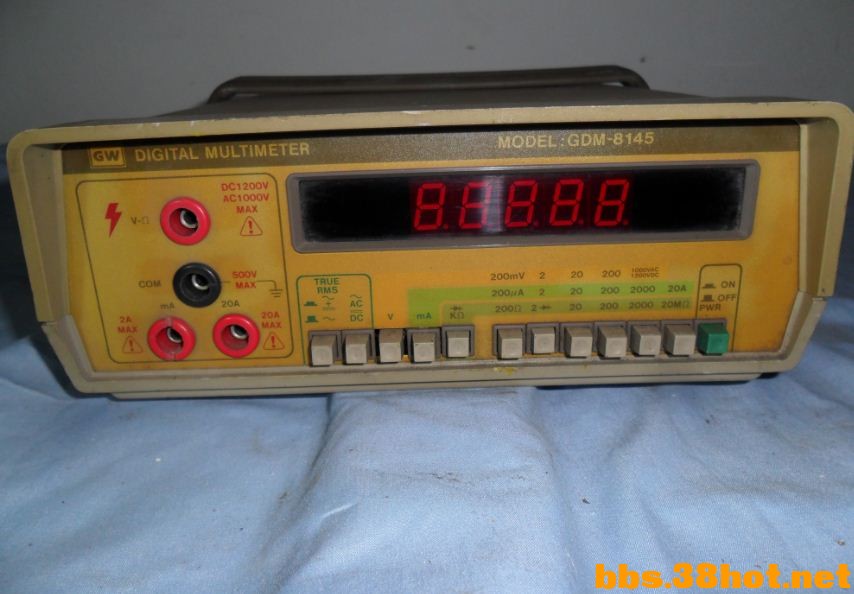 GW DIGITAL MULTIMETER
MODEL:GDM-8145
DC1200V
AC1000V
MAX
V-Ω
COM
500V
MAX
mA
20A
2A
MAX
20A
MAX
TRUE
RMS
AC
DC
V
mA
KΩ
200mV 2 20 200 1000VAC
1200VDC
200μA 2 20 200 2000 20A
200Ω 2 20 200 2000 20MΩ
ON
OFF
PWR
bbs.38hot.net